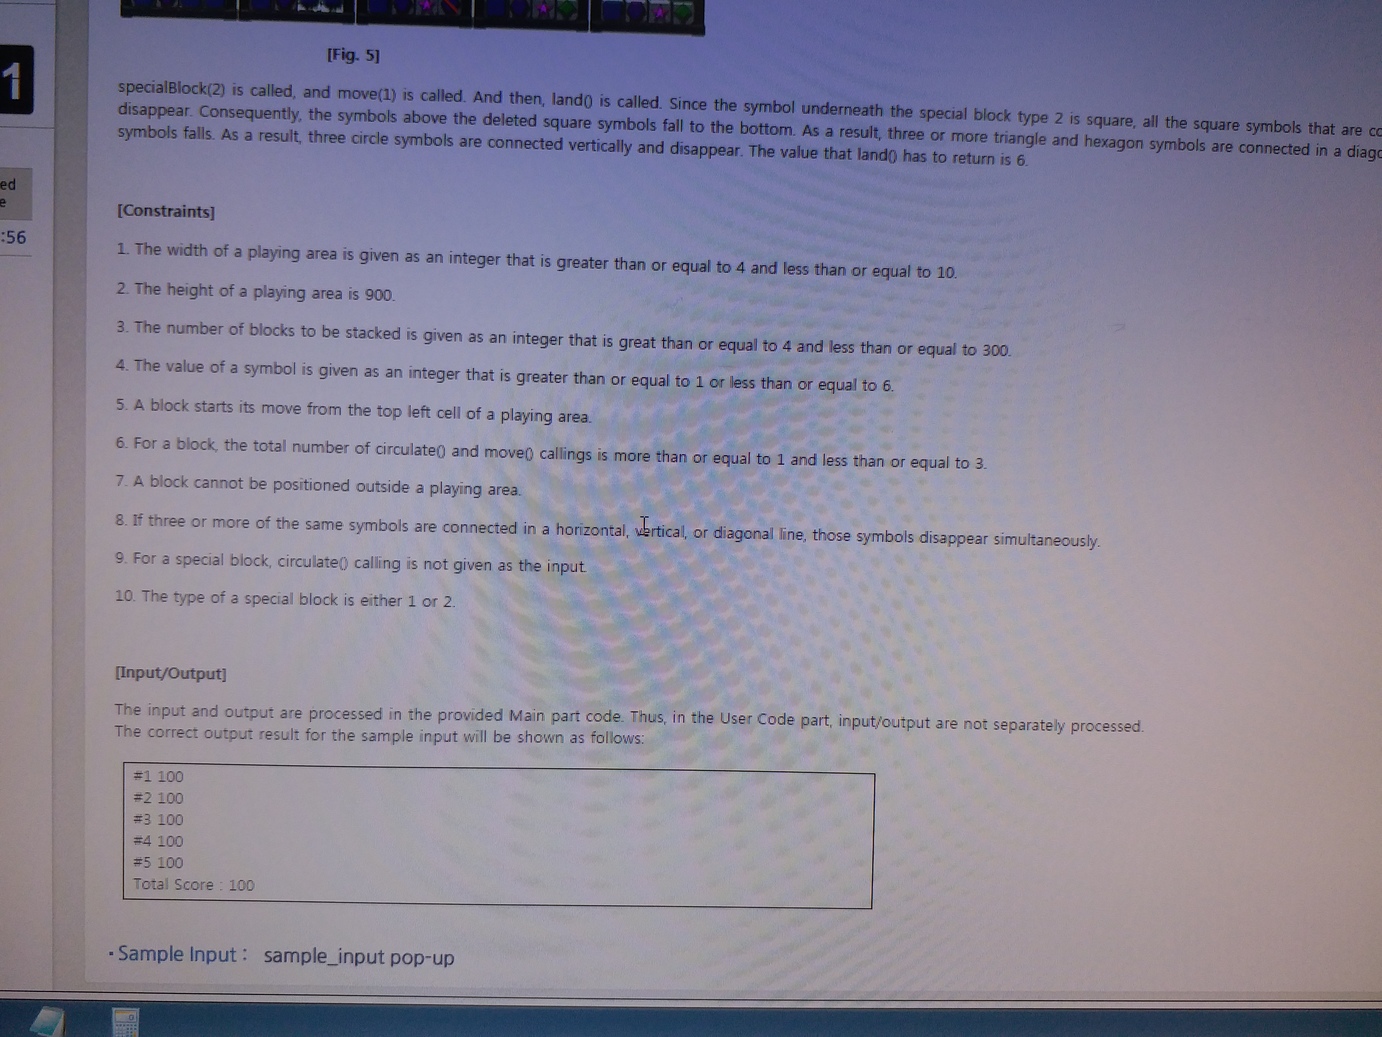 [Fig. 5]
1
specialBlock(2) is called, and move(1) is called. And then, land() is called. Since the symbol underneath the special block type 2 is square, all the square symbols that are
disappear. Consequently, the symbols above the deleted square symbols fall to the bottom. As a result, three or more triangle and hexagon symbols are connected in a
symbols falls. As a result, three circle symbols are connected vertically and disappear. The value that land() has to return is 6.
ed
e
:56
[Constraints]
1. The width of a playing area is given as an integer that is greater than or equal to 4 and less than or equal to 10.
2. The height of a playing area is 900.
3. The number of blocks to be stacked is given as an integer that is great than or equal to 4 and less than or equal to 300.
4. The value of a symbol is given as an integer that is greater than or equal to 1 or less than or equal to 6.
5. A block starts its move from the top left cell of a playing area.
6. For a block, the total number of circulate() and move() callings is more than or equal to 1 and less than or equal to 3.
7. A block cannot be positioned outside a playing area.
8. If three or more of the same symbols are connected in a horizontal, vertical, or diagonal line, those symbols disappear simultaneously.
9. For a special block, circulate() calling is not given as the input.
10. The type of a special block is either 1 or 2.
[Input/Output]
The input and output are processed in the provided Main part code. Thus, in the User Code part, input/output are not separately processed.
The correct output result for the sample input will be shown as follows:
#1 100
#2 100
#3 100
#4 100
#5 100
Total Score : 100
· Sample Input : sample_input pop-up